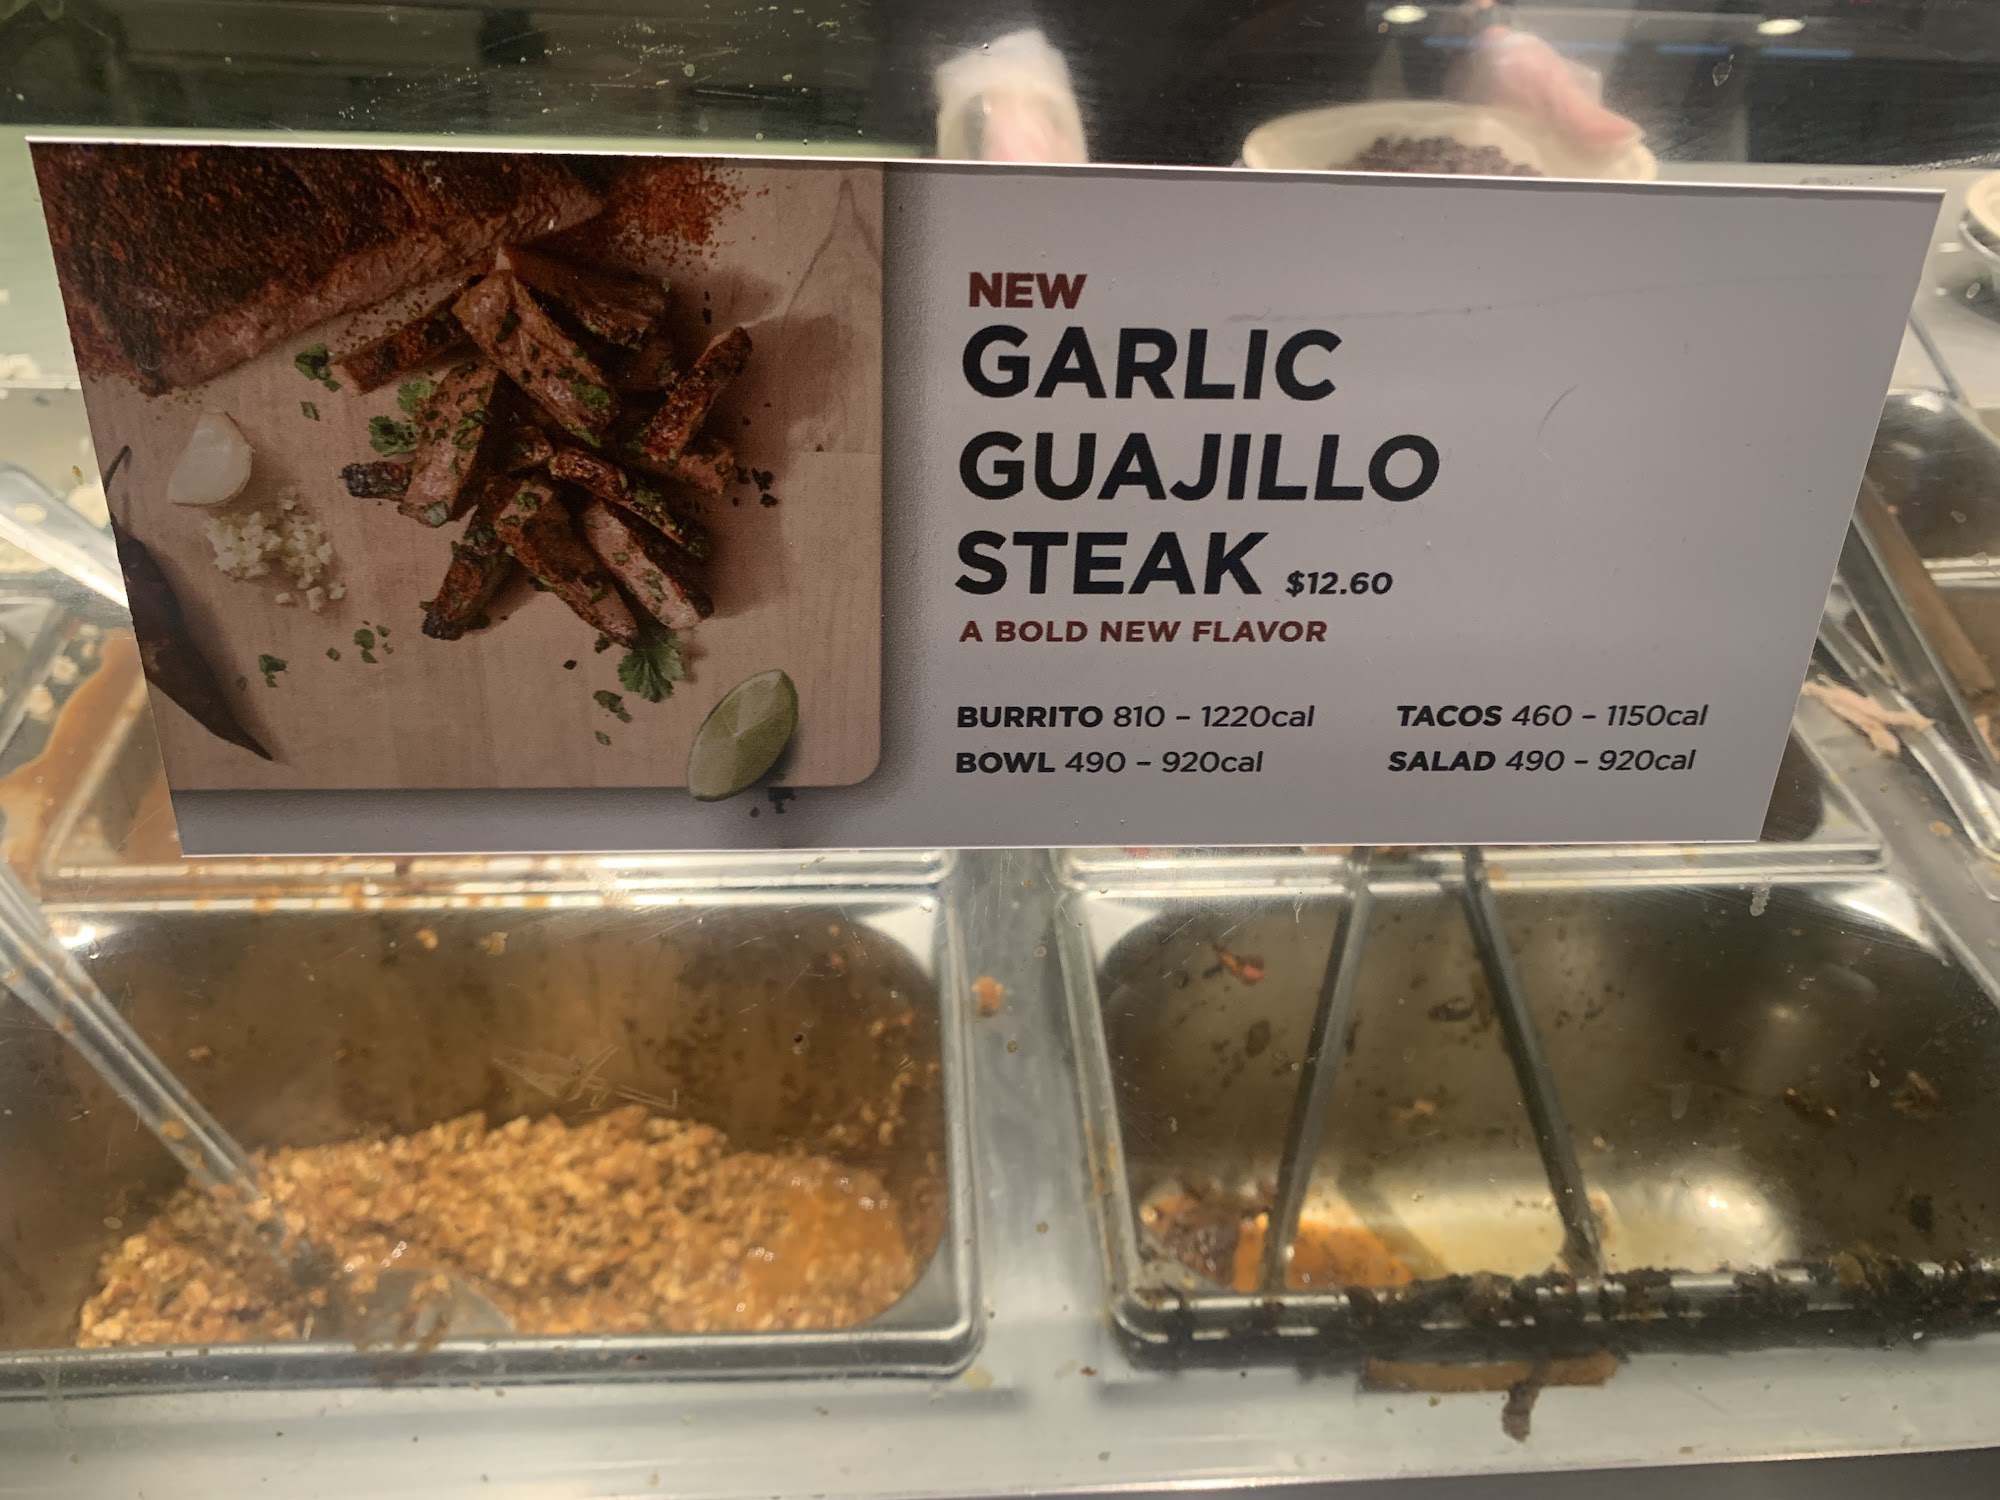 NEW
GARLIC
GUAJILLO
STEAK $12.60
A BOLD NEW FLAVOR
BURRITO 810 – 1220cal TACOS 460 – 1150cal
BOWL 490 – 920cal SALAD 490 – 920cal